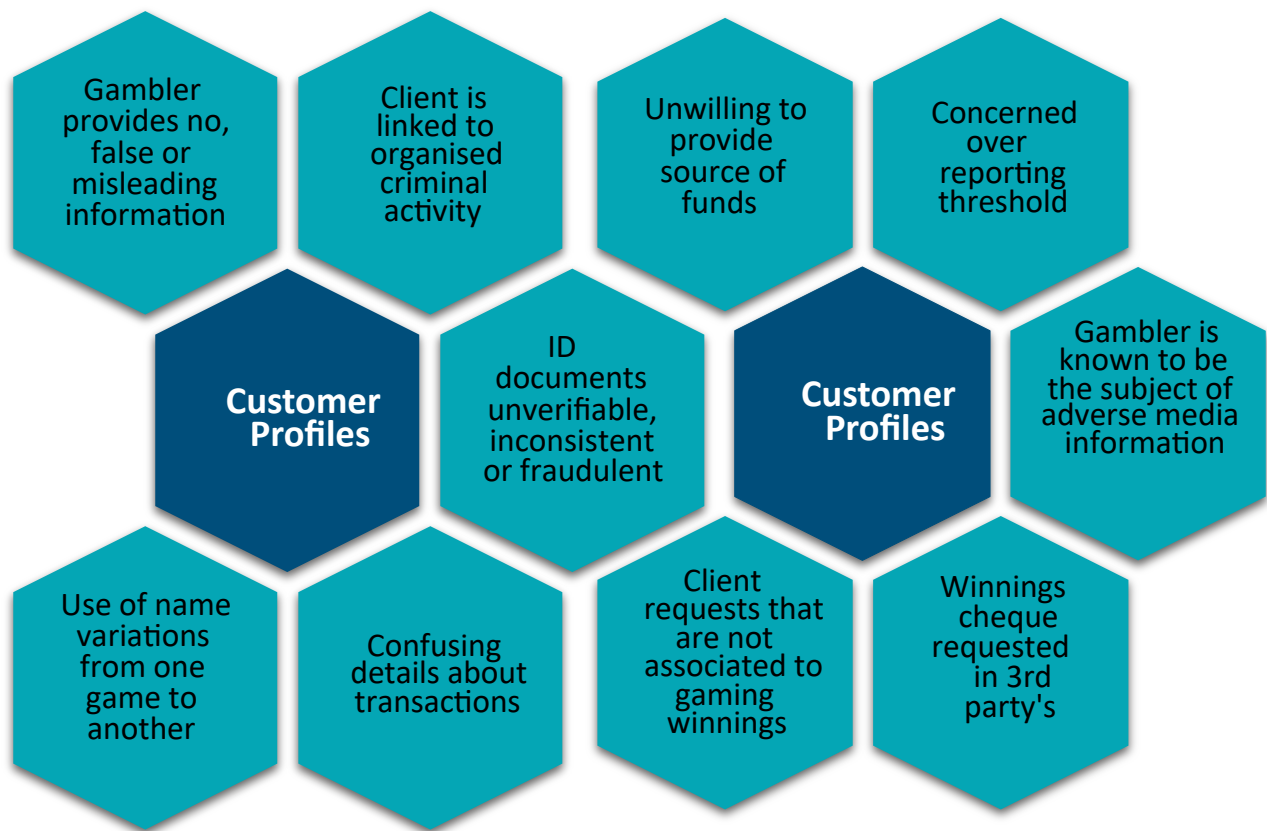 Gambler
provides no,
false or
misleading
information
Client is
linked to
organised
criminal
activity
Unwilling to
provide
source of
funds
Concerned
over
reporting
threshold
Customer
Profiles
ID
documents
unverifiable,
inconsistent
or fraudulent
Customer
Profiles
Gambler is
known to be
the subject of
adverse media
information
Use of name
variations
from one
game to
another
Confusing
details about
transactions
Client
requests that
are not
associated to
gaming
winnings
Winnings
cheque
requested
in 3rd
party's